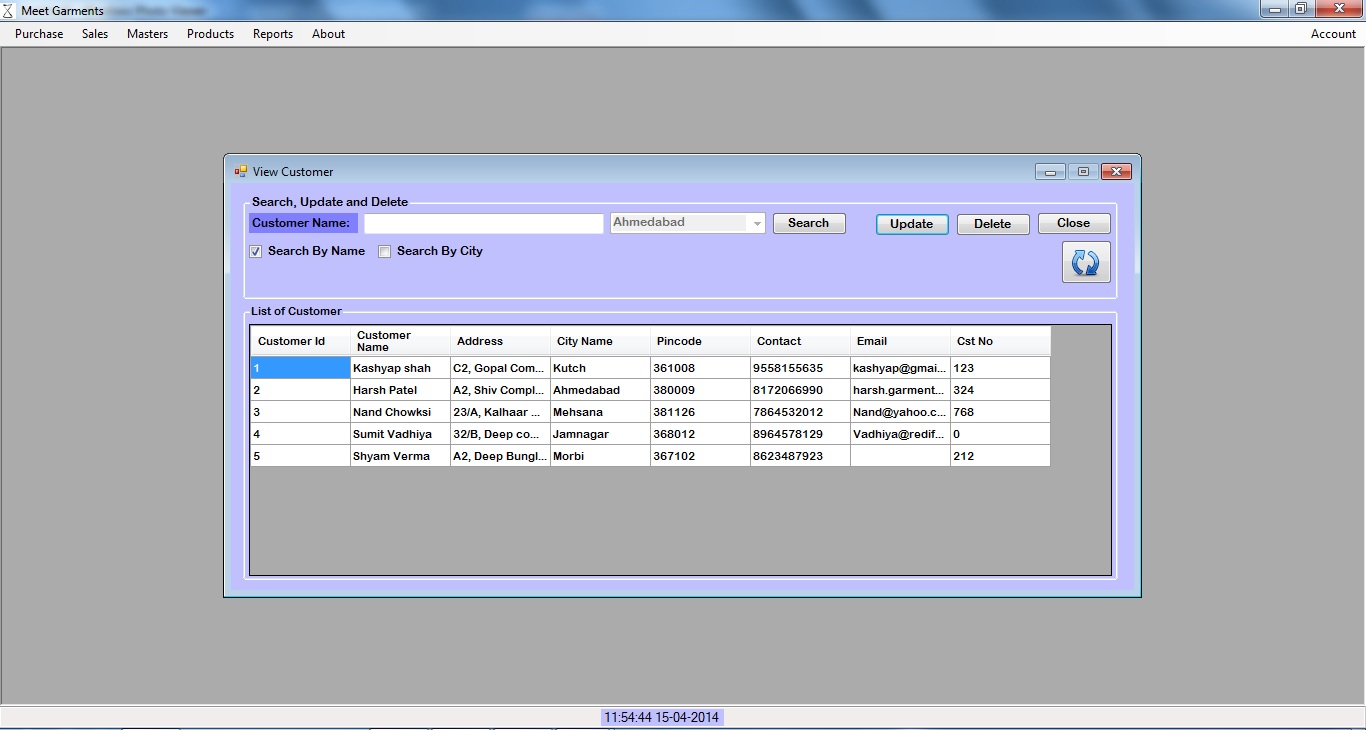 Meet Garments
Purchase Sales Masters Products Reports About Account
View Customer
Search, Update and Delete
Customer Name: Ahmedabad Search Update Delete Close
Search By Name Search By City
List of Customer
Customer Id Customer Name Address City Name Pincode Contact Email Cst No
1 Kashyap shah C2, Gopal Com... Kutch 361008 9558155635 kashyap@gmai... 123
2 Harsh Patel A2, Shiv Compl... Ahmedabad 380009 8172066990 harsh.garment... 324
3 Nand Chowksi 23/A, Kalhaar ... Mehsana 381126 7864532012 Nand@yahoo.c... 768
4 Sumit Vadhiya 32/B, Deep co... Jamnagar 368012 8964578129 Vadhiya@redif... 0
5 Shyam Verma A2, Deep Bungl... Morbi 367102 8623487923 212
11:54:44 15-04-2014